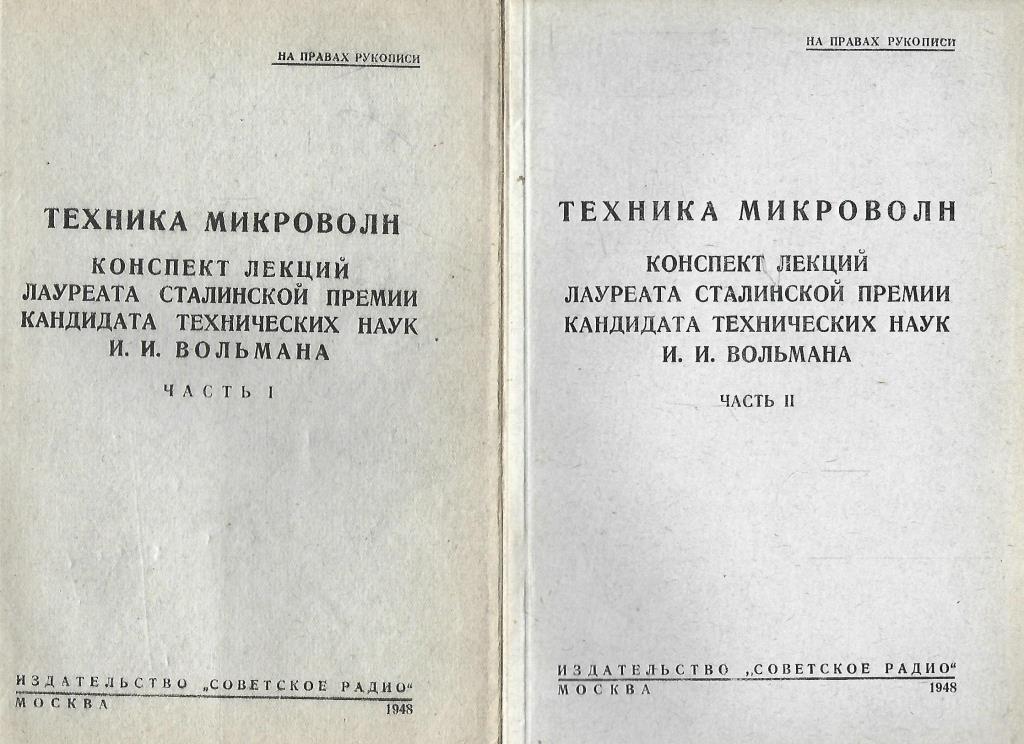 НА ПРАВАХ РУКОПИСИ
ТЕХНИКА МИКРОВОЛН
КОНСПЕКТ ЛЕКЦИЙ
ЛАУРЕАТА СТАЛИНСКОЙ ПРЕМИИ
КАНДИДАТА ТЕХНИЧЕСКИХ НАУК
И. И. ВОЛЬМАНА
ЧАСТЬ I
ИЗДАТЕЛЬСТВО „СОВЕТСКОЕ РАДИО“
МОСКВА 1948
НА ПРАВАХ РУКОПИСИ
ТЕХНИКА МИКРОВОЛН
КОНСПЕКТ ЛЕКЦИЙ
ЛАУРЕАТА СТАЛИНСКОЙ ПРЕМИИ
КАНДИДАТА ТЕХНИЧЕСКИХ НАУК
И. И. ВОЛЬМАНА
ЧАСТЬ II
ИЗДАТЕЛЬСТВО „СОВЕТСКОЕ РАДИО“
МОСКВА 1948